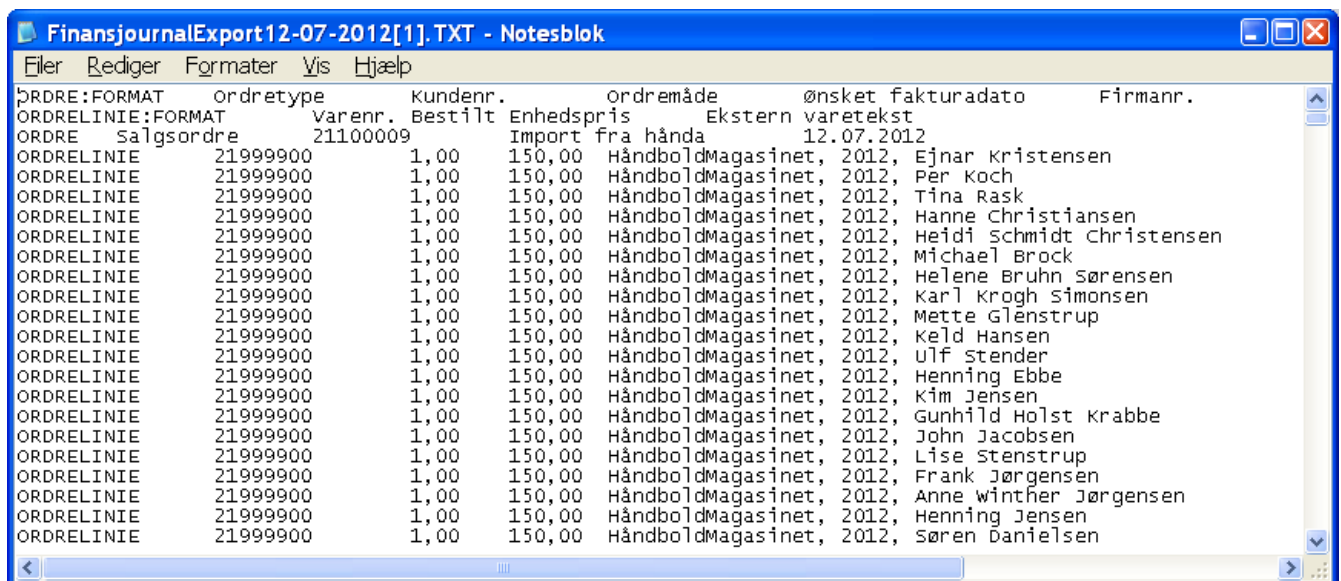 FinansjournalExport12-07-2012[1].TXT - Notesblok
Filer Rediger Formater Vis Hjælp
ORDRE:FORMAT Ordretype Kundenr. Ordremåde Ønsket fakturadato Firmanr.
ORDRELINIE:FORMAT Varenr. Bestilt Enhedspris Ekstern varetekst
ORDRE Salgsordre 21100009 Import fra hånda 12.07.2012
ORDRELINIE 21999900 1,00 150,00 HåndboldMagasinet, 2012, Ejnar Kristensen
ORDRELINIE 21999900 1,00 150,00 HåndboldMagasinet, 2012, Per Koch
ORDRELINIE 21999900 1,00 150,00 HåndboldMagasinet, 2012, Tina Rask
ORDRELINIE 21999900 1,00 150,00 HåndboldMagasinet, 2012, Hanne Christiansen
ORDRELINIE 21999900 1,00 150,00 HåndboldMagasinet, 2012, Heidi Schmidt Christensen
ORDRELINIE 21999900 1,00 150,00 HåndboldMagasinet, 2012, Michael Brock
ORDRELINIE 21999900 1,00 150,00 HåndboldMagasinet, 2012, Helene Bruhn Sørensen
ORDRELINIE 21999900 1,00 150,00 HåndboldMagasinet, 2012, Karl Krogh Simonsen
ORDRELINIE 21999900 1,00 150,00 HåndboldMagasinet, 2012, Mette Glenstrup
ORDRELINIE 21999900 1,00 150,00 HåndboldMagasinet, 2012, Keld Hansen
ORDRELINIE 21999900 1,00 150,00 HåndboldMagasinet, 2012, Ulf Stender
ORDRELINIE 21999900 1,00 150,00 HåndboldMagasinet, 2012, Henning Ebbe
ORDRELINIE 21999900 1,00 150,00 HåndboldMagasinet, 2012, Kim Jensen
ORDRELINIE 21999900 1,00 150,00 HåndboldMagasinet, 2012, Gunhild Holst Krabbe
ORDRELINIE 21999900 1,00 150,00 HåndboldMagasinet, 2012, John Jacobsen
ORDRELINIE 21999900 1,00 150,00 HåndboldMagasinet, 2012, Lise Stenstrup
ORDRELINIE 21999900 1,00 150,00 HåndboldMagasinet, 2012, Frank Jørgensen
ORDRELINIE 21999900 1,00 150,00 HåndboldMagasinet, 2012, Anne Winther Jørgensen
ORDRELINIE 21999900 1,00 150,00 HåndboldMagasinet, 2012, Henning Jensen
ORDRELINIE 21999900 1,00 150,00 HåndboldMagasinet, 2012, Søren Danielsen